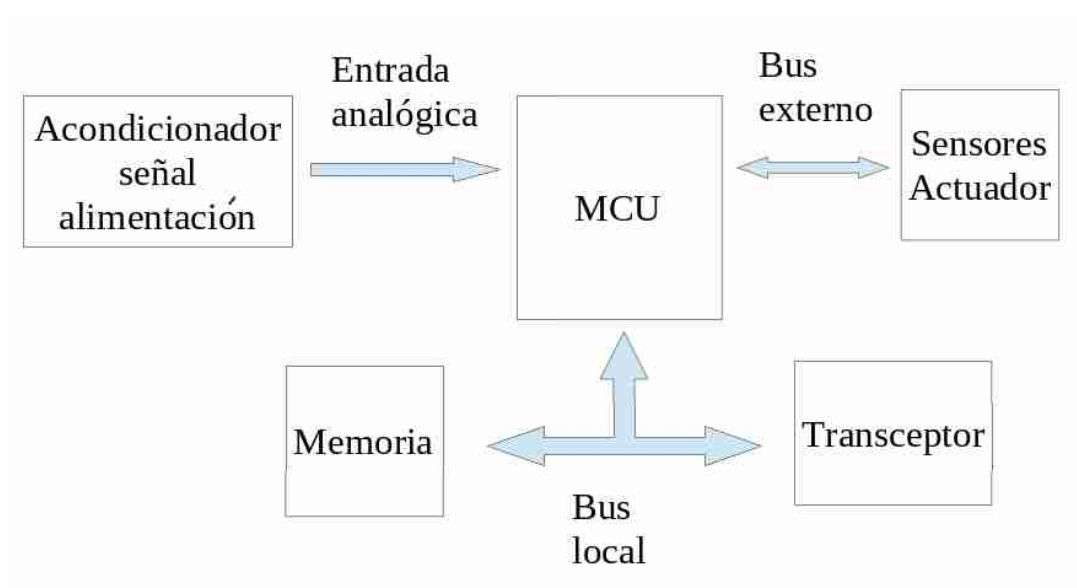 Entrada
analógica
Bus
externo
Acondicionador
señal
alimentación
MCU
Sensores
Actuador
Memoria
Transceptor
Bus
local